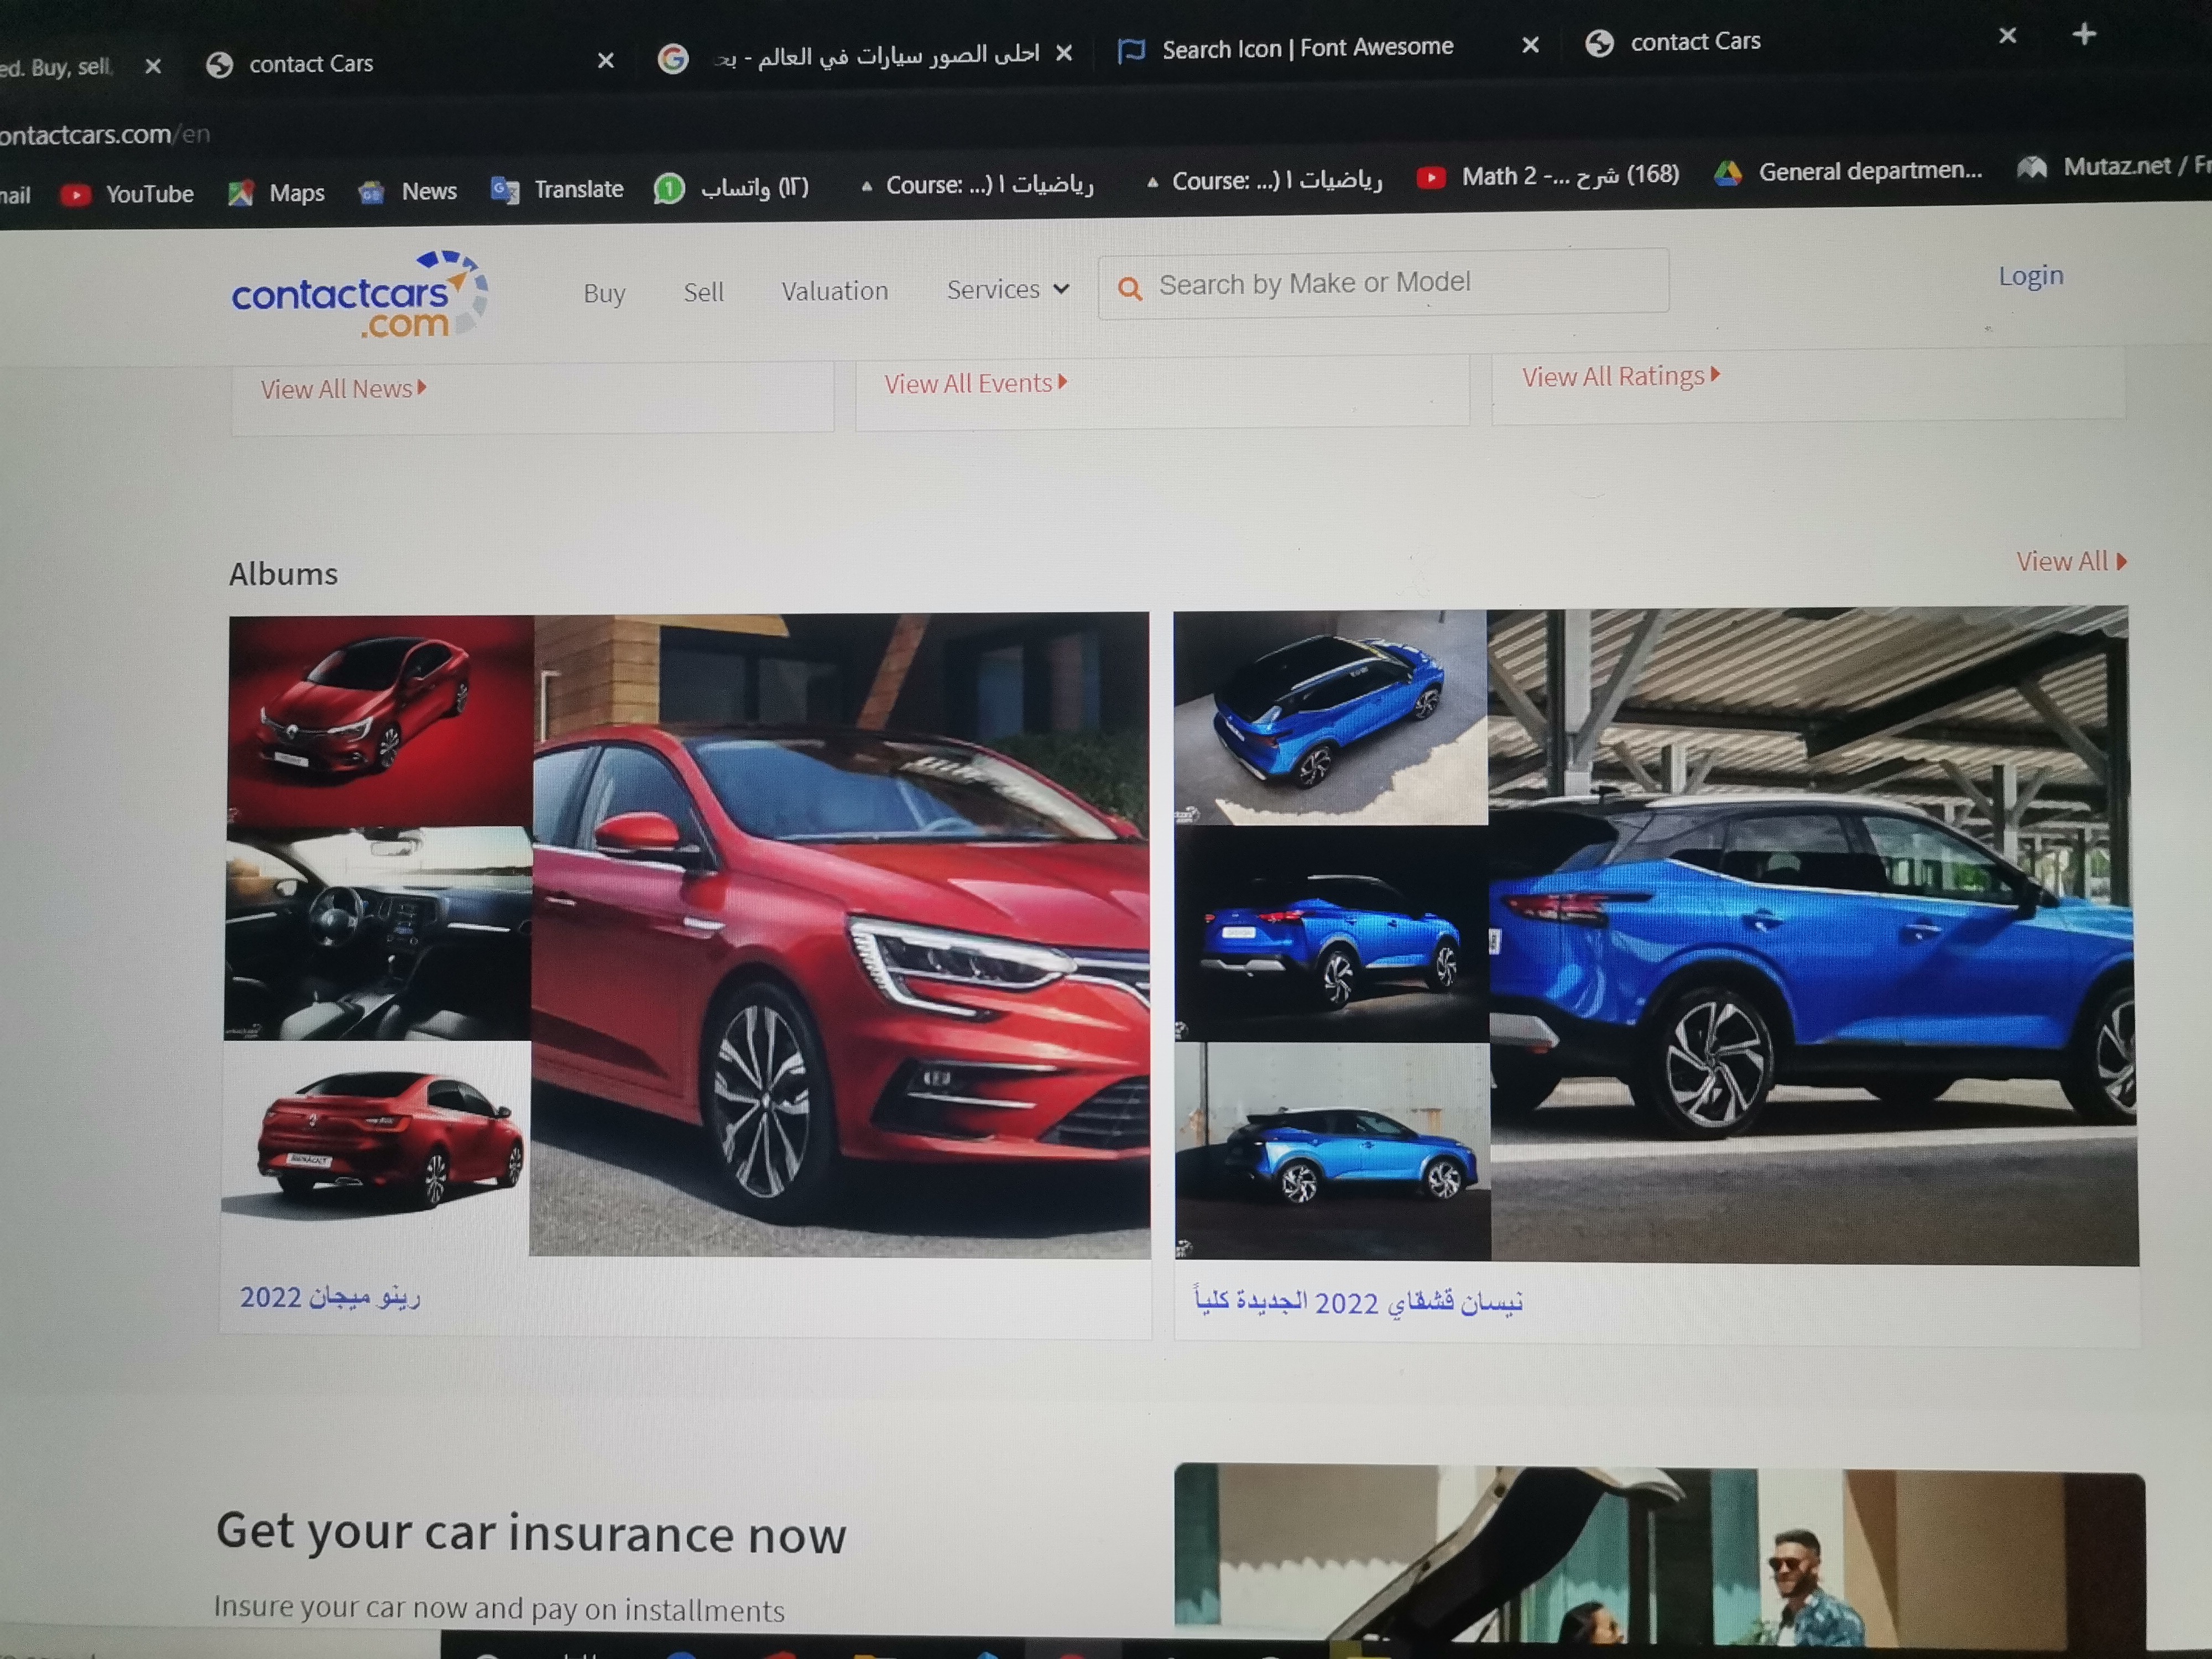 ed. Buy, sell,
contact Cars
احلى الصور سيارات في العالم - بح
Search Icon | Font Awesome
contact Cars
ontactcars.com/en
nail
YouTube
Maps
News
Translate
(١٢) واتساب
Course: ...) رياضيات ١
Course: ...) رياضيات ١
Math 2 -... شرح (168)
General departmen...
Mutaz.net / Fr
contactcars
.com
Buy
Sell
Valuation
Services
Search by Make or Model
Login
View All News
View All Events
View All Ratings
Albums
View All
رينو ميجان 2022
نيسان قشقاي 2022 الجديدة كلياً
Get your car insurance now
Insure your car now and pay on installments